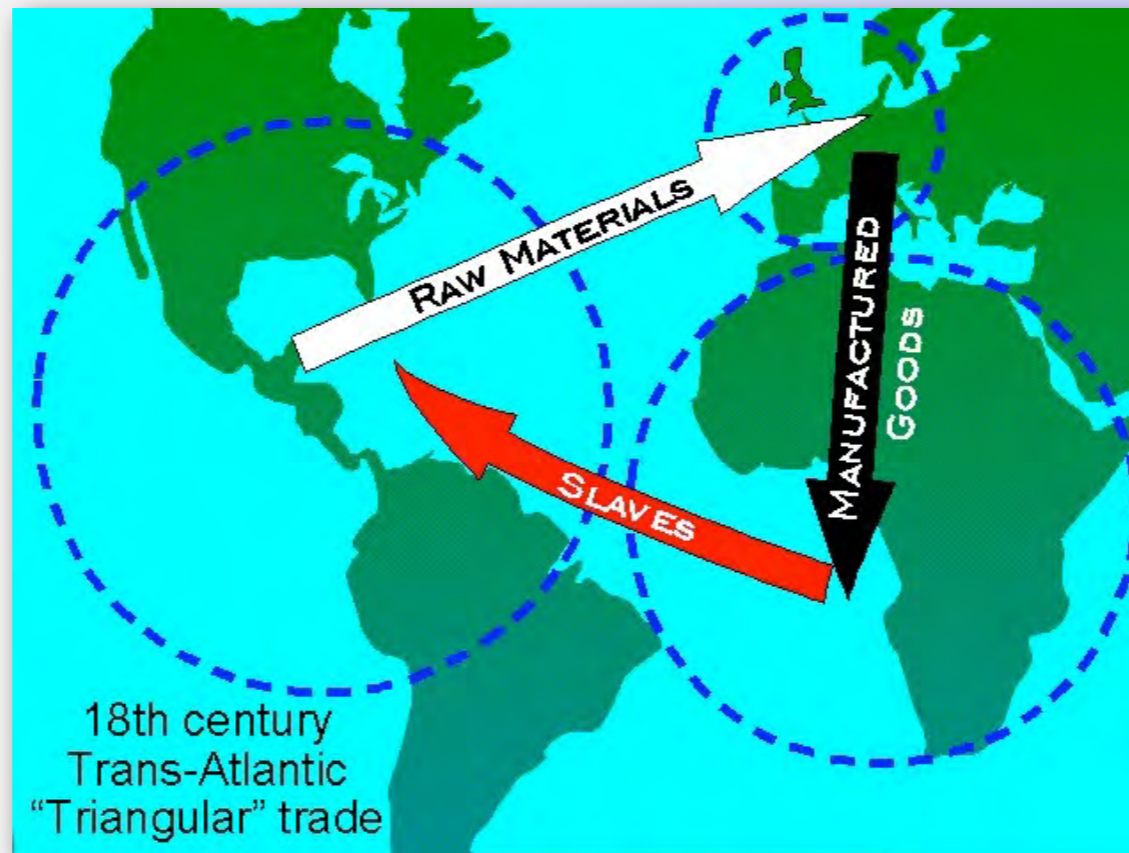 RAW MATERIALS
MANUFACTURED
GOODS
SLAVES
18th century
Trans-Atlantic
“Triangular” trade